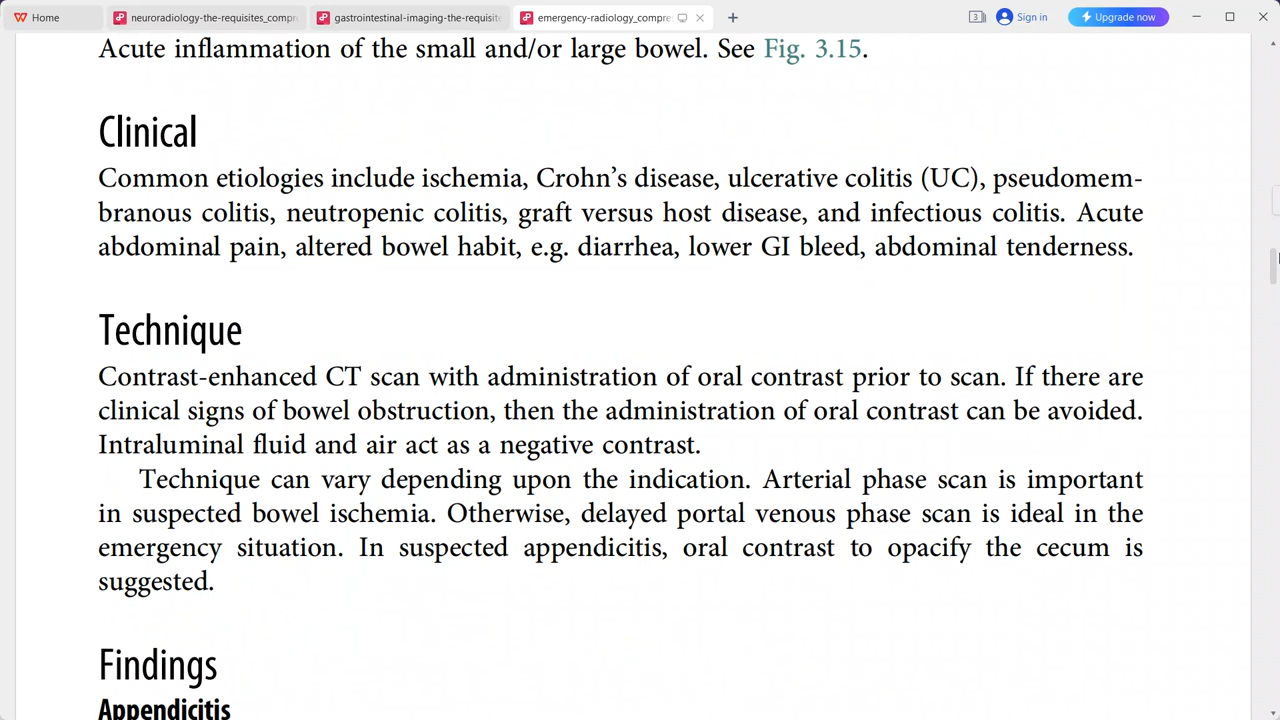 Home
neuroradiology-the-requisites_compr
gastrointestinal-imaging-the-requisite
emergency-radiology_compre
3
Sign in
Upgrade now
Acute inflammation of the small and/or large bowel. See Fig. 3.15.
Clinical
Common etiologies include ischemia, Crohn’s disease, ulcerative colitis (UC), pseudomem-
branous colitis, neutropenic colitis, graft versus host disease, and infectious colitis. Acute
abdominal pain, altered bowel habit, e.g. diarrhea, lower GI bleed, abdominal tenderness.
Technique
Contrast-enhanced CT scan with administration of oral contrast prior to scan. If there are
clinical signs of bowel obstruction, then the administration of oral contrast can be avoided.
Intraluminal fluid and air act as a negative contrast.
Technique can vary depending upon the indication. Arterial phase scan is important
in suspected bowel ischemia. Otherwise, delayed portal venous phase scan is ideal in the
emergency situation. In suspected appendicitis, oral contrast to opacify the cecum is
suggested.
Findings
Appendicitis